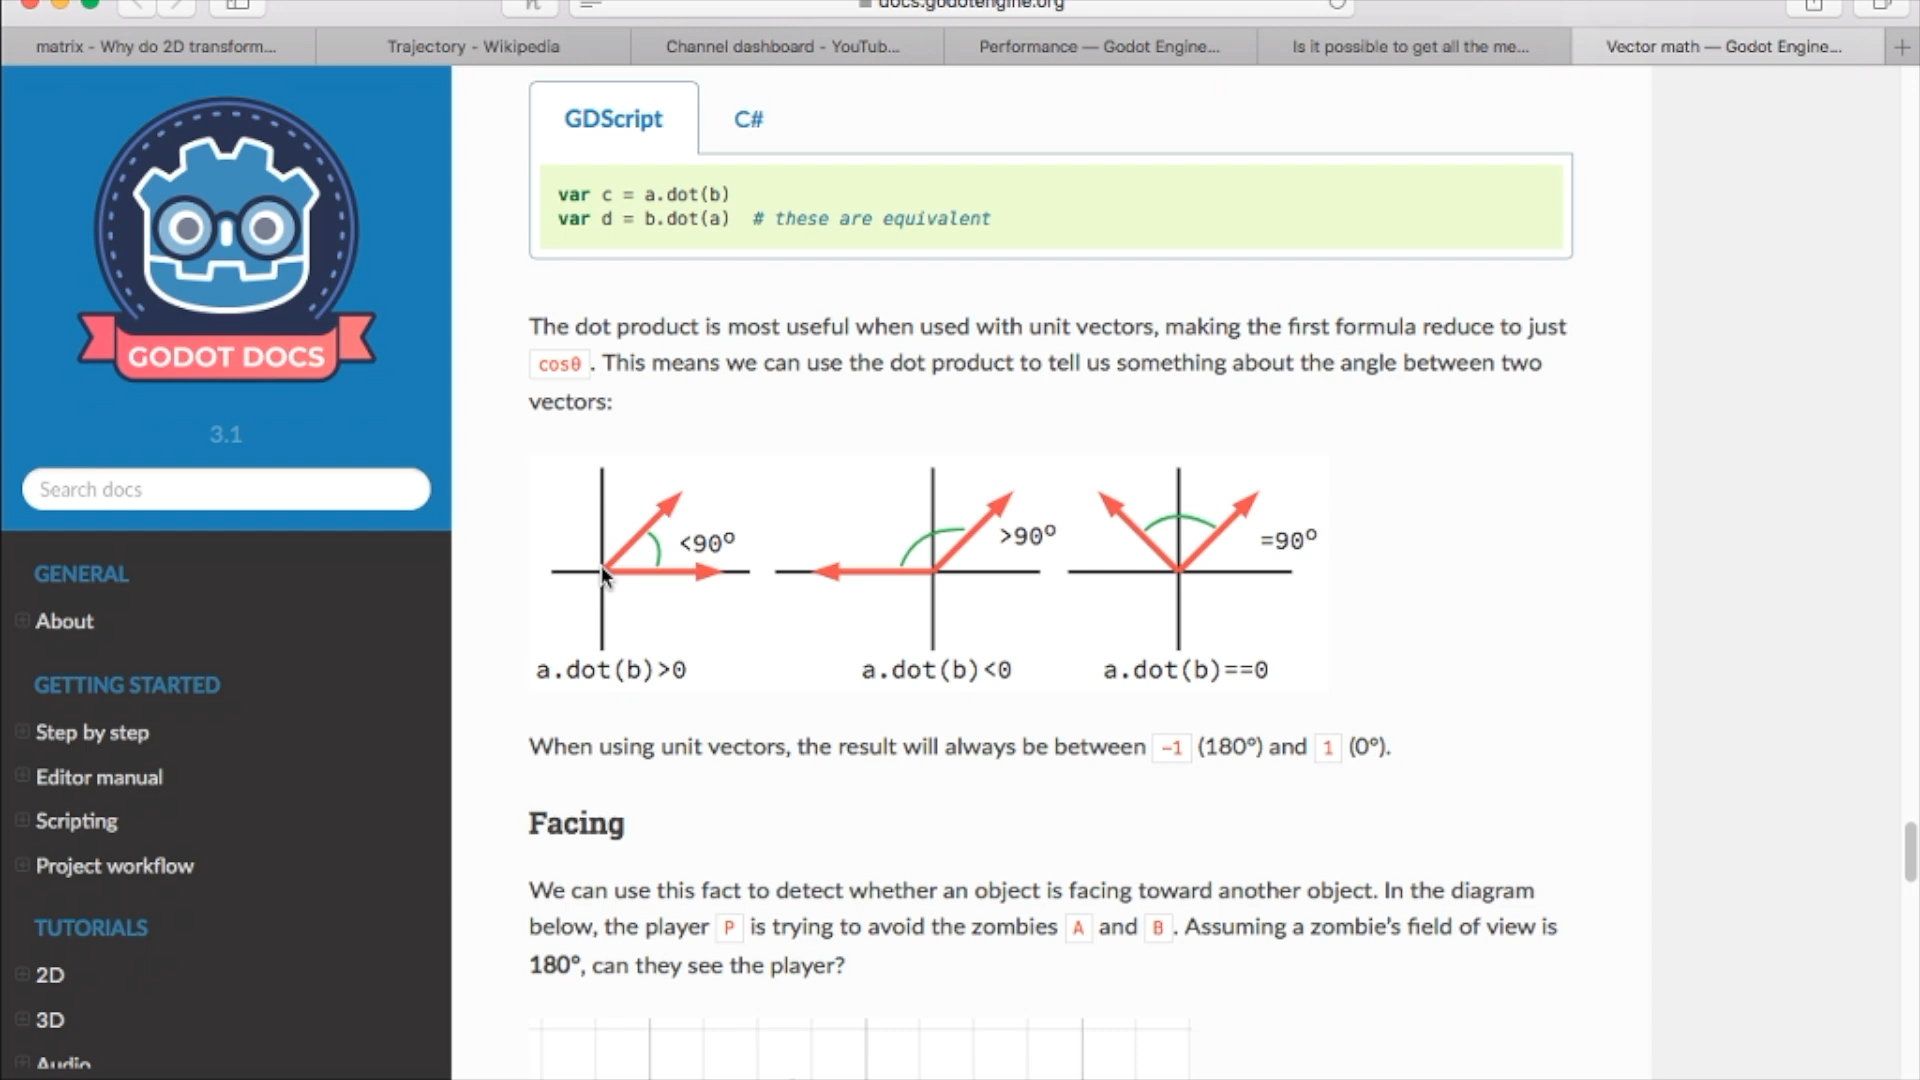 docs.godotengine.org
matrix - Why do 2D transform...
Trajectory - Wikipedia
Channel dashboard - YouTub...
Performance — Godot Engine...
Is it possible to get all the me...
Vector math — Godot Engine...
GODOT DOCS
3.1
Search docs
GENERAL
About
GETTING STARTED
Step by step
Editor manual
Scripting
Project workflow
TUTORIALS
2D
3D
Audio
GDScript
C#
var c = a.dot(b)
var d = b.dot(a) # these are equivalent
The dot product is most useful when used with unit vectors, making the first formula reduce to just
cosθ . This means we can use the dot product to tell us something about the angle between two
vectors:
<90º
>90º
=90º
a.dot(b)>0
a.dot(b)<0
a.dot(b)==0
When using unit vectors, the result will always be between -1 (180°) and 1 (0°).
Facing
We can use this fact to detect whether an object is facing toward another object. In the diagram
below, the player P is trying to avoid the zombies A and B . Assuming a zombie's field of view is
180°, can they see the player?